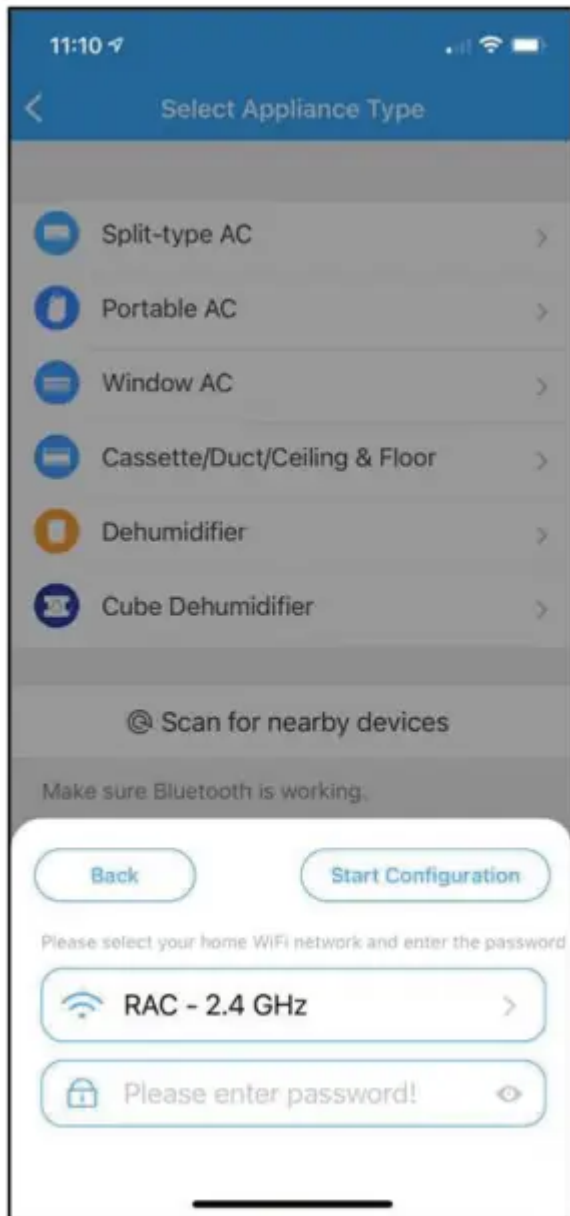 11:10
Select Appliance Type
Split-type AC
Portable AC
Window AC
Cassette/Duct/Ceiling & Floor
Dehumidifier
Cube Dehumidifier
Scan for nearby devices
Make sure Bluetooth is working.
Back
Start Configuration
Please select your home WiFi network and enter the password
RAC - 2.4 GHz
Please enter password!